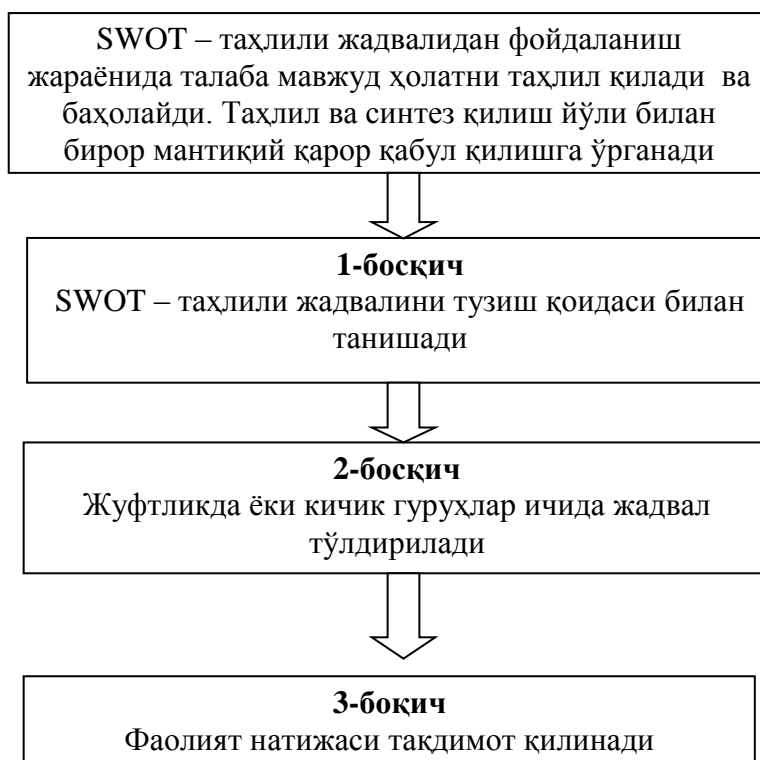 SWOT – таҳлили жадвалидан фойдаланиш
жараёнида талаба мавжуд ҳолатни таҳлил қилади ва
баҳолайди. Таҳлил ва синтез қилиш йўли билан
бирор мантиқий қарор қабул қилишга ўрганади
1-босқич
SWOT – таҳлили жадвалини тузиш қоидаси билан
танишади
2-босқич
Жуфтликда ёки кичик гуруҳлар ичида жадвал
тўлдирилади
3-боқич
Фаолият натижаси тақдимот қилинади